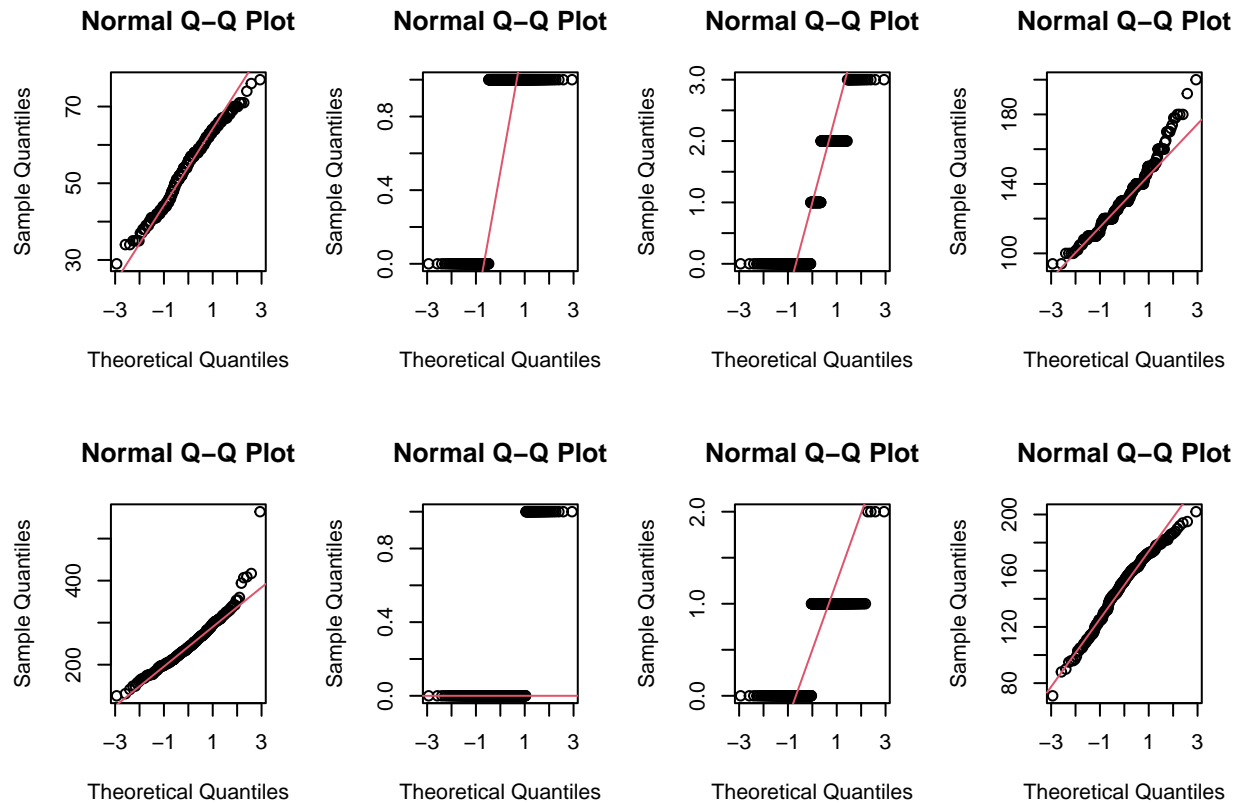 Normal Q−Q Plot Normal Q−Q Plot Normal Q−Q Plot Normal Q−Q Plot
Sample Quantiles
30 50 70
−3 −1 1 3
Theoretical Quantiles
Sample Quantiles
0.0 0.4 0.8
−3 −1 1 3
Theoretical Quantiles
Sample Quantiles
0.0 1.0 2.0 3.0
−3 −1 1 3
Theoretical Quantiles
Sample Quantiles
100 140 180
−3 −1 1 3
Theoretical Quantiles
Normal Q−Q Plot Normal Q−Q Plot Normal Q−Q Plot Normal Q−Q Plot
Sample Quantiles
200 400
−3 −1 1 3
Theoretical Quantiles
Sample Quantiles
0.0 0.4 0.8
−3 −1 1 3
Theoretical Quantiles
Sample Quantiles
0.0 1.0 2.0
−3 −1 1 3
Theoretical Quantiles
Sample Quantiles
80 120 160 200
−3 −1 1 3
Theoretical Quantiles